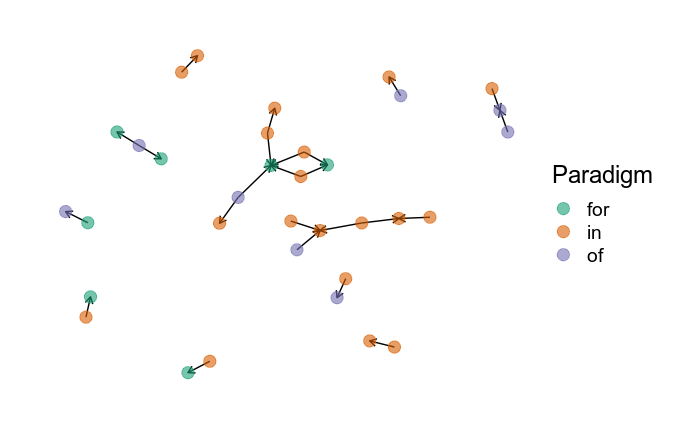 Paradigm
for
in
of